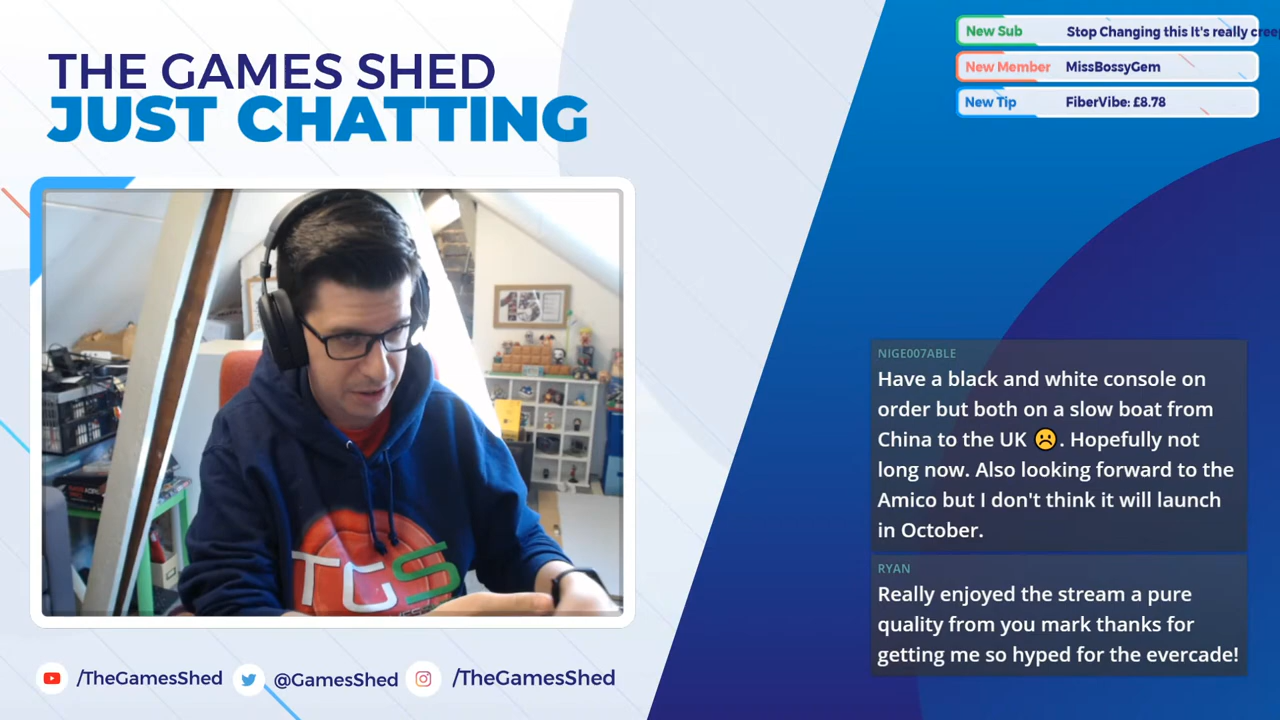 THE GAMES SHED
JUST CHATTING
New Sub Stop Changing this It's really cree
New Member MissBossyGem
New Tip FiberVibe: £8.78
TGS
NIGE007ABLE
Have a black and white console on
order but both on a slow boat from
China to the UK ☹️. Hopefully not
long now. Also looking forward to the
Amico but I don't think it will launch
in October.
RYAN
Really enjoyed the stream a pure
quality from you mark thanks for
getting me so hyped for the evercade!
/TheGamesShed @GamesShed /TheGamesShed